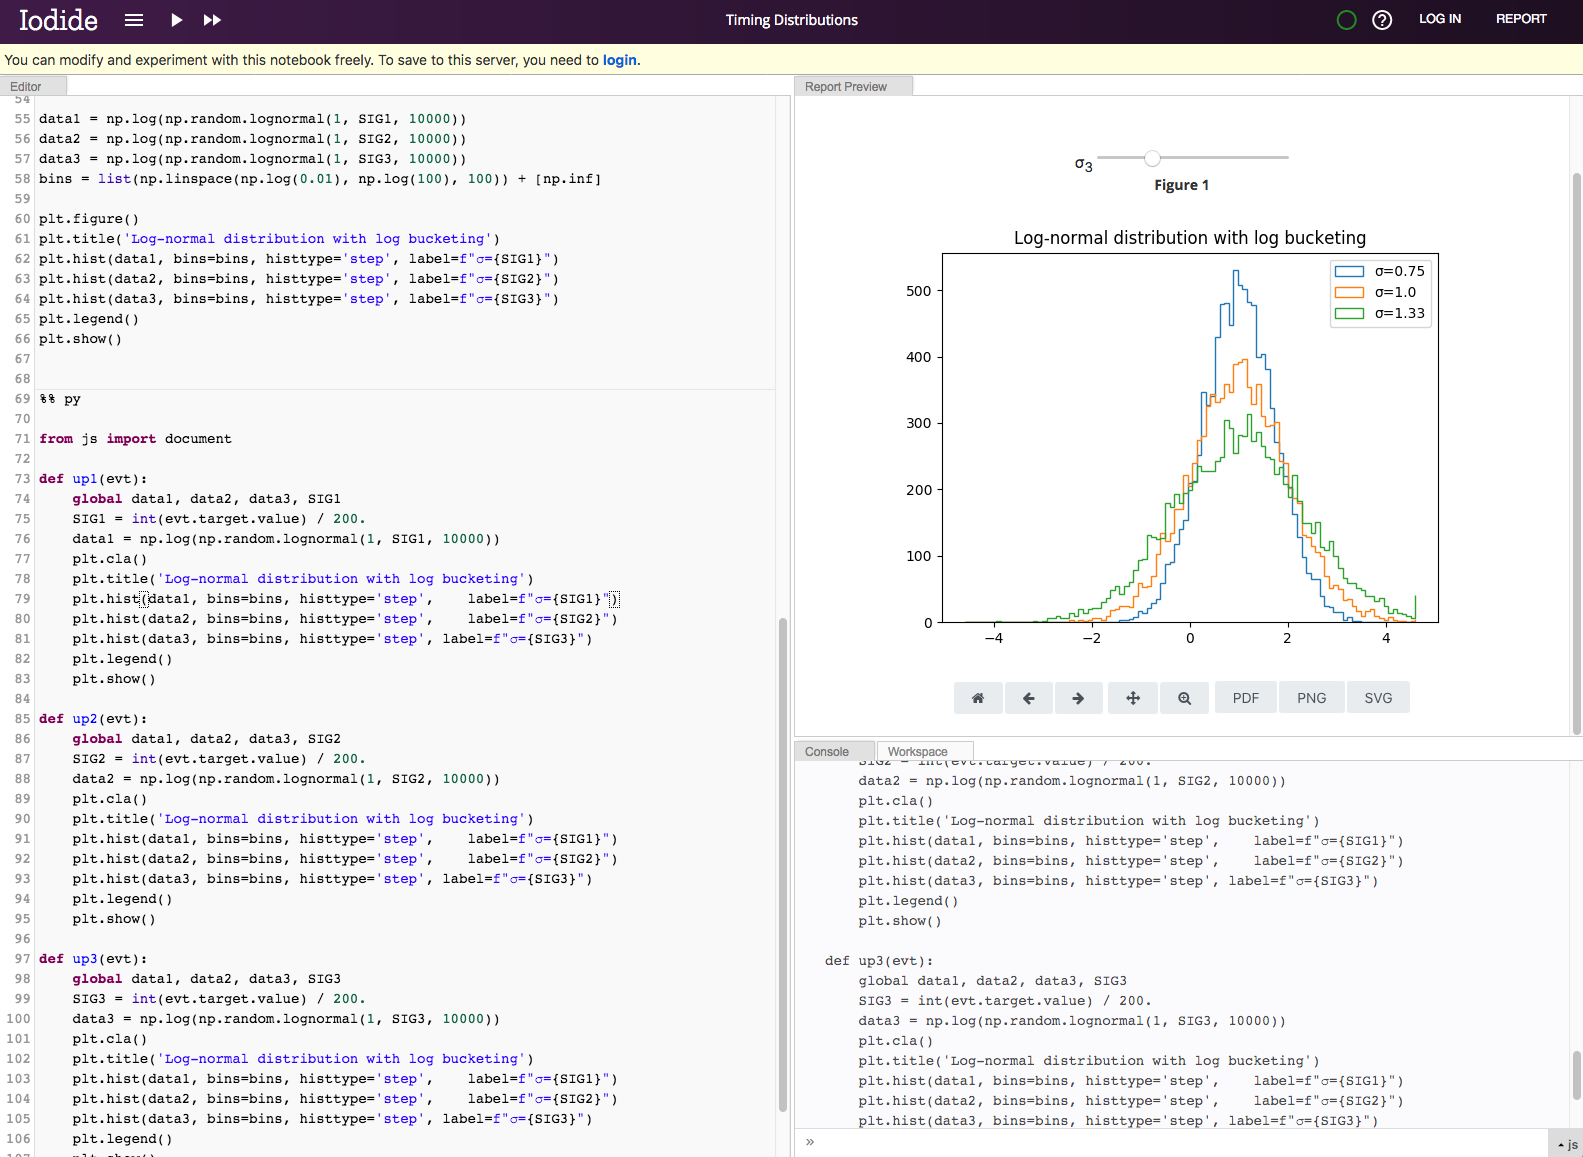 Iodide
Timing Distributions
LOG IN
REPORT
You can modify and experiment with this notebook freely. To save to this server, you need to login.
Editor
54
55 data1 = np.log(np.random.lognormal(1, SIG1, 10000))
56 data2 = np.log(np.random.lognormal(1, SIG2, 10000))
57 data3 = np.log(np.random.lognormal(1, SIG3, 10000))
58 bins = list(np.linspace(np.log(0.01), np.log(100), 100)) + [np.inf]
59
60 plt.figure()
61 plt.title('Log-normal distribution with log bucketing')
62 plt.hist(data1, bins=bins, histtype='step', label=f"σ={SIG1}")
63 plt.hist(data2, bins=bins, histtype='step', label=f"σ={SIG2}")
64 plt.hist(data3, bins=bins, histtype='step', label=f"σ={SIG3}")
65 plt.legend()
66 plt.show()
67
68
69 %% py
70
71 from js import document
72
73 def up1(evt):
74     global data1, data2, data3, SIG1
75     SIG1 = int(evt.target.value) / 200.
76     data1 = np.log(np.random.lognormal(1, SIG1, 10000))
77     plt.cla()
78     plt.title('Log-normal distribution with log bucketing')
79     plt.hist(data1, bins=bins, histtype='step',    label=f"σ={SIG1}")
80     plt.hist(data2, bins=bins, histtype='step',    label=f"σ={SIG2}")
81     plt.hist(data3, bins=bins, histtype='step', label=f"σ={SIG3}")
82     plt.legend()
83     plt.show()
84
85 def up2(evt):
86     global data1, data2, data3, SIG2
87     SIG2 = int(evt.target.value) / 200.
88     data2 = np.log(np.random.lognormal(1, SIG2, 10000))
89     plt.cla()
90     plt.title('Log-normal distribution with log bucketing')
91     plt.hist(data1, bins=bins, histtype='step',    label=f"σ={SIG1}")
92     plt.hist(data2, bins=bins, histtype='step',    label=f"σ={SIG2}")
93     plt.hist(data3, bins=bins, histtype='step', label=f"σ={SIG3}")
94     plt.legend()
95     plt.show()
96
97 def up3(evt):
98     global data1, data2, data3, SIG3
99     SIG3 = int(evt.target.value) / 200.
100     data3 = np.log(np.random.lognormal(1, SIG3, 10000))
101     plt.cla()
102     plt.title('Log-normal distribution with log bucketing')
103     plt.hist(data1, bins=bins, histtype='step',    label=f"σ={SIG1}")
104     plt.hist(data2, bins=bins, histtype='step',    label=f"σ={SIG2}")
105     plt.hist(data3, bins=bins, histtype='step', label=f"σ={SIG3}")
106     plt.legend()
107     plt.show()
Report Preview
σ3
Figure 1
Log-normal distribution with log bucketing
σ=0.75
σ=1.0
σ=1.33
500
400
300
200
100
0
−4 −2 0 2 4
PDF PNG SVG
Console Workspace
SIG2 = int(evt.target.value) / 200.
data2 = np.log(np.random.lognormal(1, SIG2, 10000))
plt.cla()
plt.title('Log-normal distribution with log bucketing')
plt.hist(data1, bins=bins, histtype='step',    label=f"σ={SIG1}")
plt.hist(data2, bins=bins, histtype='step',    label=f"σ={SIG2}")
plt.hist(data3, bins=bins, histtype='step', label=f"σ={SIG3}")
plt.legend()
plt.show()
def up3(evt):
global data1, data2, data3, SIG3
SIG3 = int(evt.target.value) / 200.
data3 = np.log(np.random.lognormal(1, SIG3, 10000))
plt.cla()
plt.title('Log-normal distribution with log bucketing')
plt.hist(data1, bins=bins, histtype='step',    label=f"σ={SIG1}")
plt.hist(data2, bins=bins, histtype='step',    label=f"σ={SIG2}")
plt.hist(data3, bins=bins, histtype='step', label=f"σ={SIG3}")
»
js